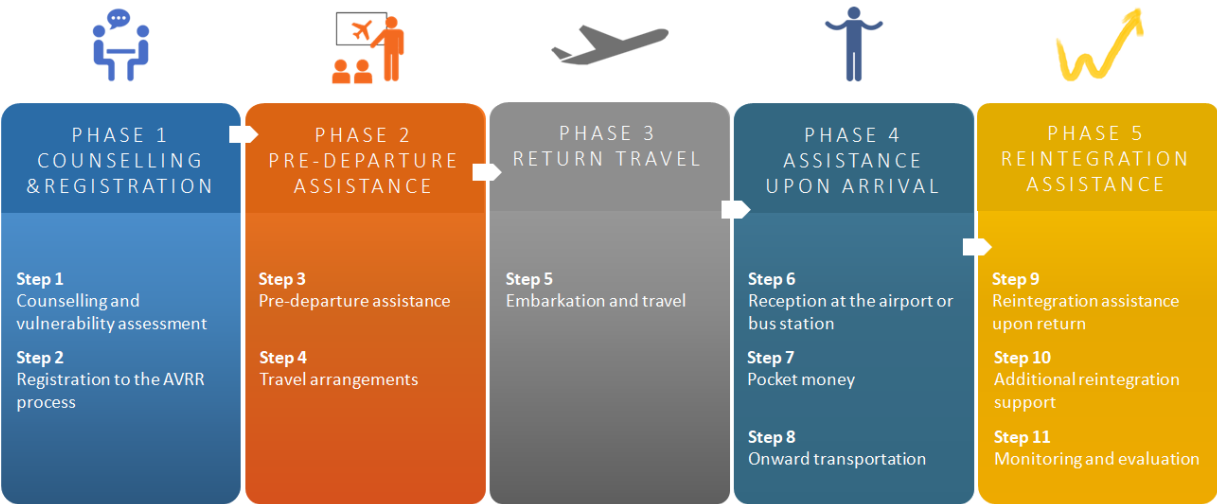 PHASE 1
COUNSELLING
&REGISTRATION
Step 1
Counselling and
vulnerability assessment
Step 2
Registration to the AVRR
process
PHASE 2
PRE-DEPARTURE
ASSISTANCE
Step 3
Pre-departure assistance
Step 4
Travel arrangements
PHASE 3
RETURN TRAVEL
Step 5
Embarkation and travel
PHASE 4
ASSISTANCE
UPON ARRIVAL
Step 6
Reception at the airport or
bus station
Step 7
Pocket money
Step 8
Onward transportation
PHASE 5
REINTEGRATION
ASSISTANCE
Step 9
Reintegration assistance
upon return
Step 10
Additional reintegration
support
Step 11
Monitoring and evaluation